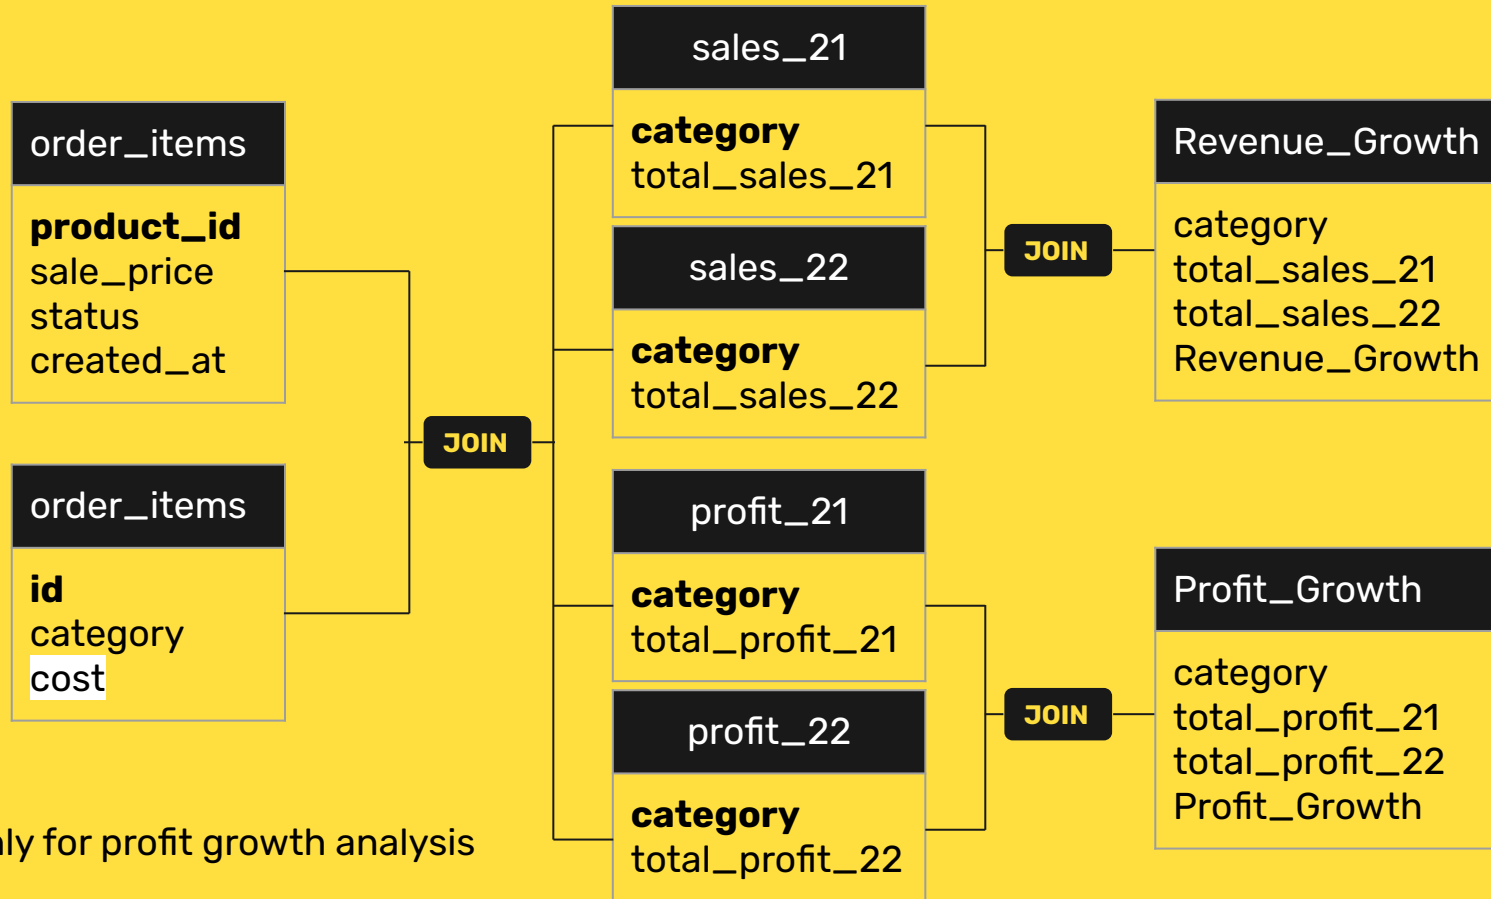 order_items
product_id
sale_price
status
created_at
order_items
id
category
cost
for profit growth analysis
JOIN
sales_21
category
total_sales_21
sales_22
category
total_sales_22
profit_21
category
total_profit_21
profit_22
category
total_profit_22
JOIN
JOIN
Revenue_Growth
category
total_sales_21
total_sales_22
Revenue_Growth
Profit_Growth
category
total_profit_21
total_profit_22
Profit_Growth